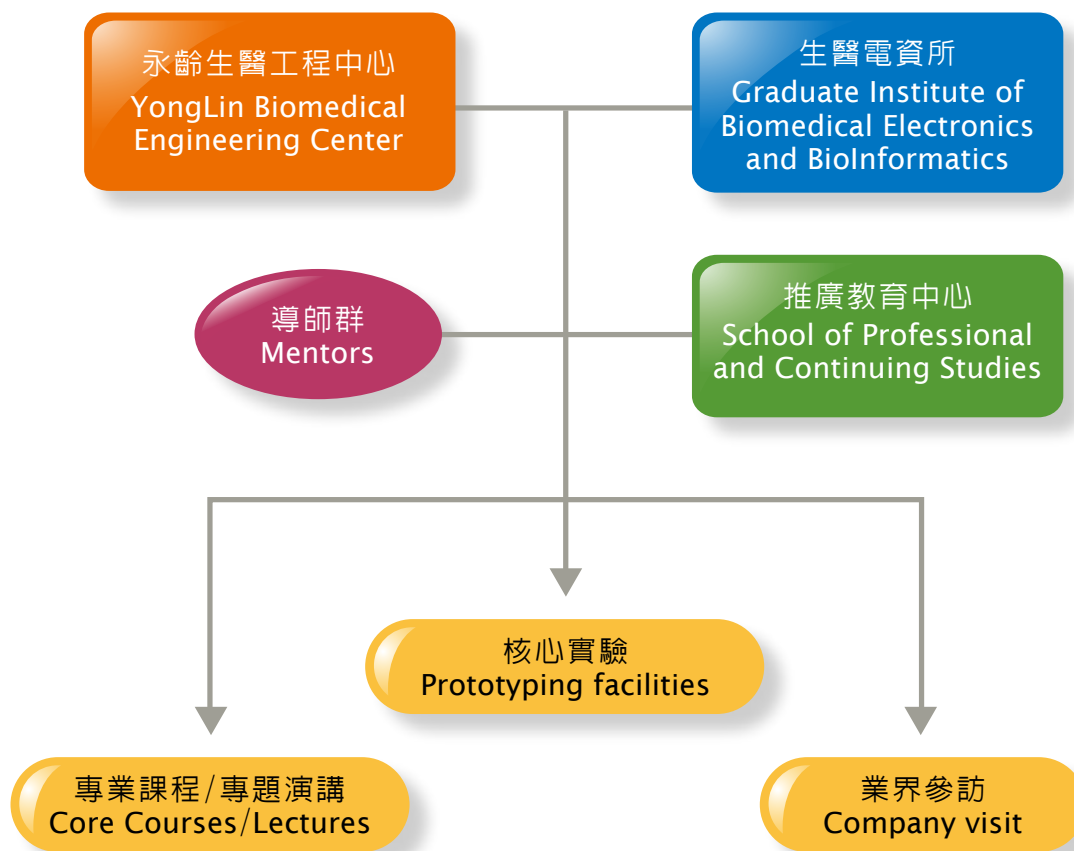 永齡生醫工程中心
YongLin Biomedical
Engineering Center
生醫電資所
Graduate Institute of
Biomedical Electronics
and BioInformatics
導師群
Mentors
推廣教育中心
School of Professional
and Continuing Studies
核心實驗
Prototyping facilities
專業課程/專題演講
Core Courses/Lectures
業界參訪
Company visit